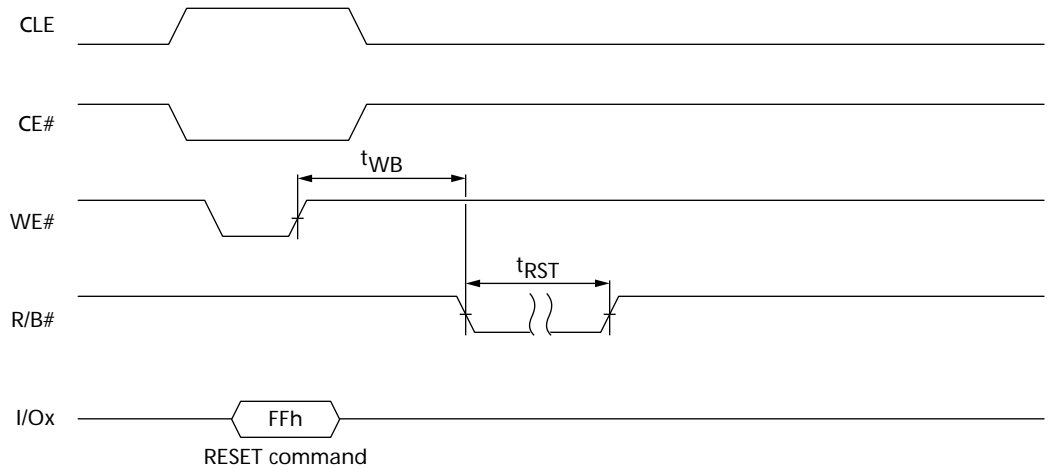 CLE
CE#
tWB
WE#
tRST
R/B#
I/Ox
FFh
RESET command